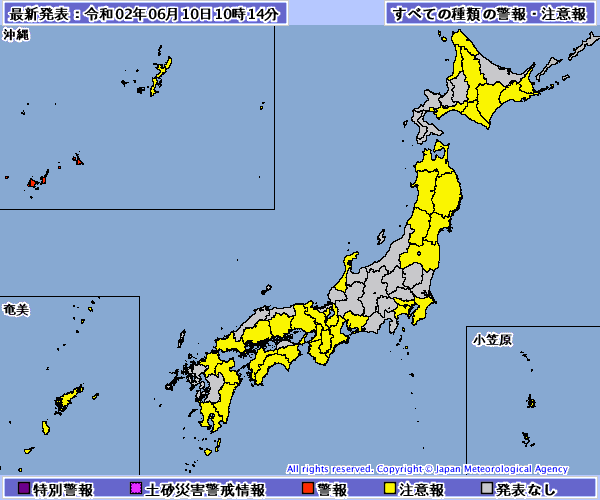 最新発表：令和02年06月10日10時14分
すべての種類の警報・注意報
沖縄
奄美
小笠原
All rights reserved. Copyright © Japan Meteorological Agency
特別警報 土砂災害警戒情報 警報 注意報 発表なし